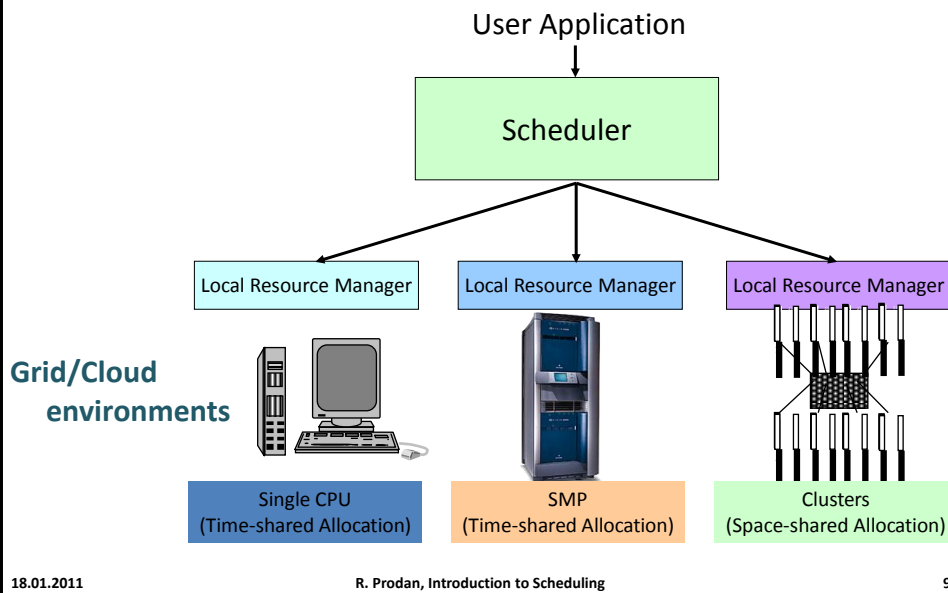 User Application
Scheduler
Local Resource Manager
Local Resource Manager
Local Resource Manager
Grid/Cloud
environments
Single CPU
(Time-shared Allocation)
SMP
(Time-shared Allocation)
Clusters
(Space-shared Allocation)
18.01.2011
R. Prodan, Introduction to Scheduling
9